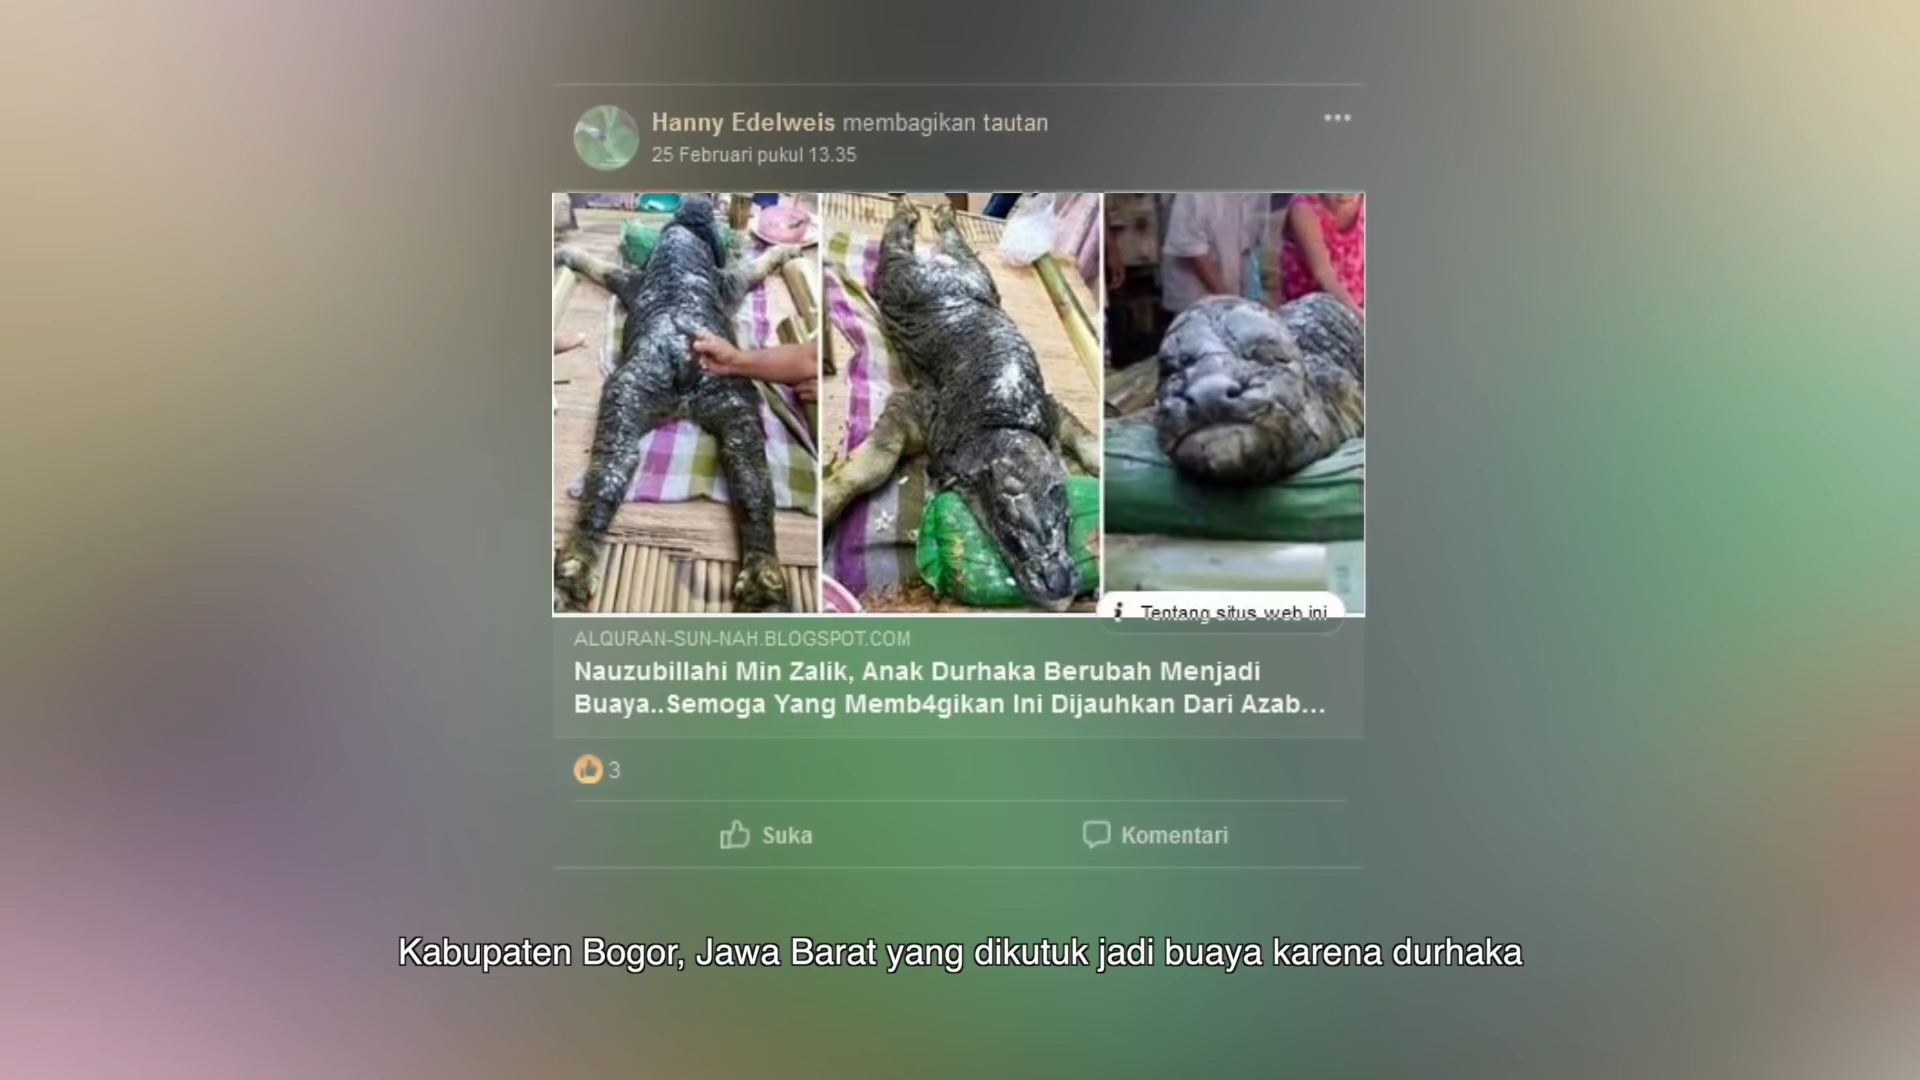 Hanny Edelweis membagikan tautan
25 Februari pukul 13.35
Tentang situs web ini
ALQURAN-SUN-NAH.BLOGSPOT.COM
Nauzubillahi Min Zalik, Anak Durhaka Berubah Menjadi
Buaya..Semoga Yang Memb4gikan Ini Dijauhkan Dari Azab...
3
Suka
Komentari
Kabupaten Bogor, Jawa Barat yang dikutuk jadi buaya karena durhaka